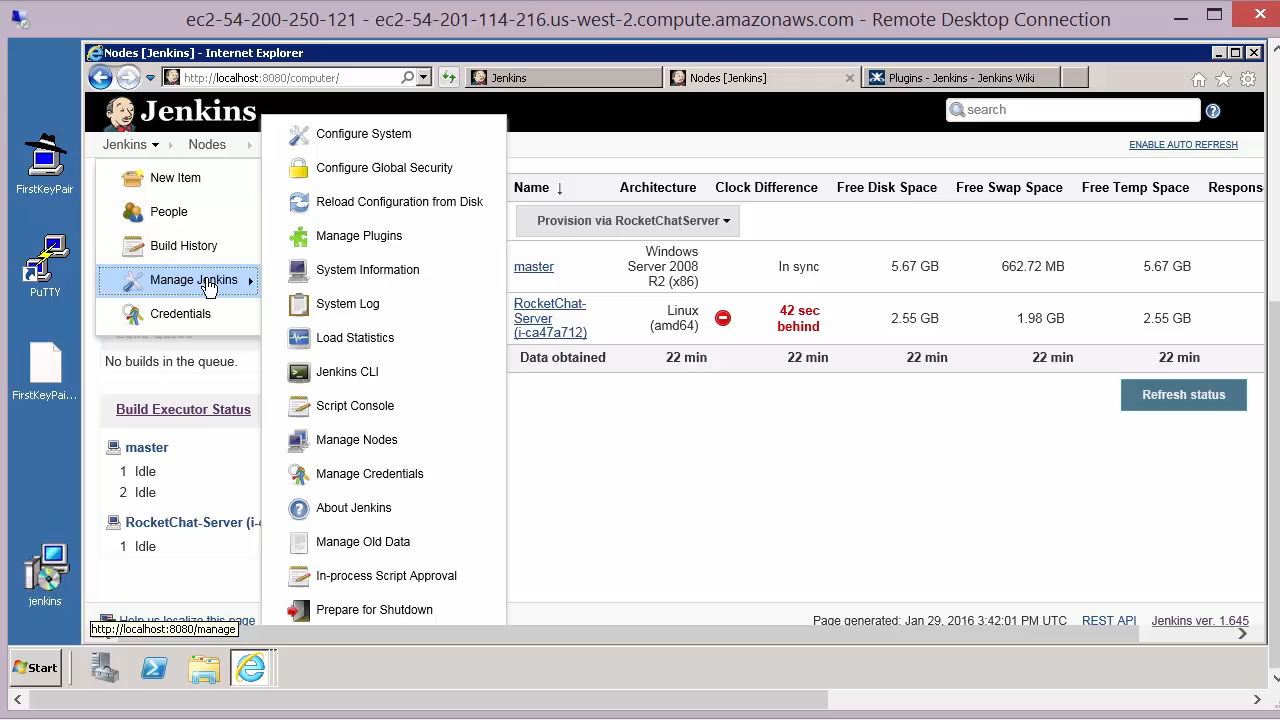 ec2-54-200-250-121 - ec2-54-201-114-216.us-west-2.compute.amazonaws.com - Remote Desktop Connection
Nodes [Jenkins] - Internet Explorer
http://localhost:8080/computer/
Jenkins
Nodes [Jenkins]
Plugins - Jenkins - Jenkins Wiki
Jenkins
search
Jenkins
Nodes
ENABLE AUTO REFRESH
New Item
People
Build History
Manage Jenkins
Credentials
Configure System
Configure Global Security
Reload Configuration from Disk
Manage Plugins
System Information
System Log
Load Statistics
Jenkins CLI
Script Console
Manage Nodes
Manage Credentials
About Jenkins
Manage Old Data
In-process Script Approval
Prepare for Shutdown
Name ↓ Architecture Clock Difference Free Disk Space Free Swap Space Free Temp Space Respons
Provision via RocketChatServer
master
Windows
Server 2008
R2 (x86)
In sync
5.67 GB
662.72 MB
5.67 GB
RocketChat-
Server
(i-ca47a712)
Linux
(amd64)
42 sec
behind
2.55 GB
1.98 GB
2.55 GB
Data obtained 22 min 22 min 22 min 22 min 22 min
Refresh status
No builds in the queue.
Build Executor Status
master
1 Idle
2 Idle
RocketChat-Server (i-
1 Idle
Help us localize this page
http://localhost:8080/manage
Page generated: Jan 29, 2016 3:42:01 PM UTC REST API Jenkins ver. 1.645
FirstKeyPair
PuTTY
FirstKeyPai...
jenkins
Start